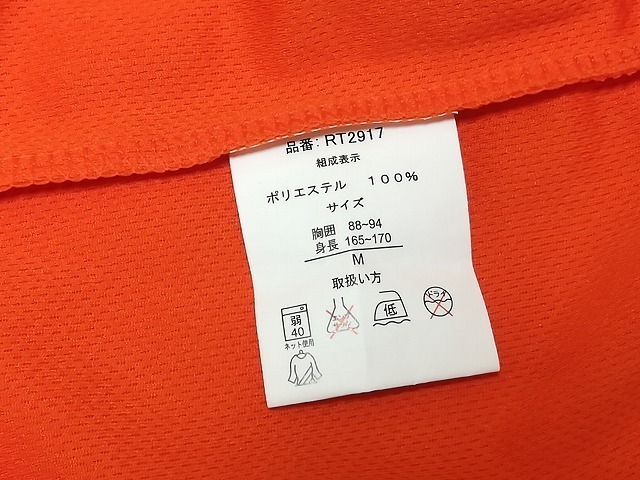 品番: RT2917
組成表示
ポリエステル 100%
サイズ
胸囲 88~94
身長 165~170
M
取扱い方
弱
40
ネット使用
低
ドライ